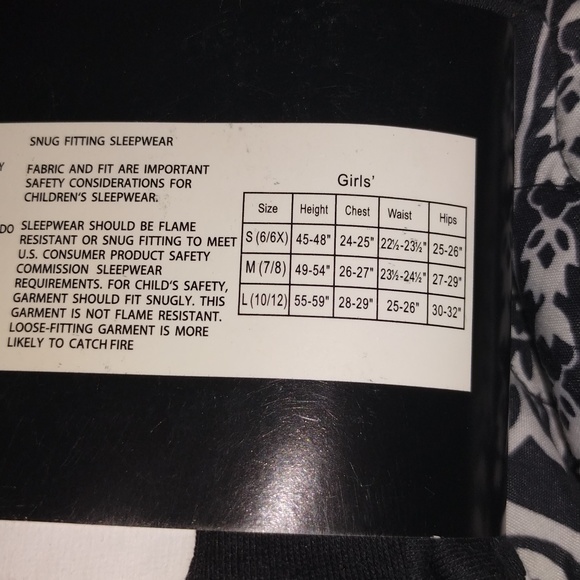 SNUG FITTING SLEEPWEAR
Y
FABRIC AND FIT ARE IMPORTANT
SAFETY CONSIDERATIONS FOR
CHILDREN'S SLEEPWEAR.
DO
SLEEPWEAR SHOULD BE FLAME
RESISTANT OR SNUG FITTING TO MEET
U.S. CONSUMER PRODUCT SAFETY
COMMISSION SLEEPWEAR
REQUIREMENTS. FOR CHILD'S SAFETY,
GARMENT SHOULD FIT SNUGLY. THIS
GARMENT IS NOT FLAME RESISTANT.
LOOSE-FITTING GARMENT IS MORE
LIKELY TO CATCH FIRE
Girls'
Size Height Chest Waist Hips
S (6/6X) 45-48" 24-25" 22½-23½" 25-26"
M (7/8) 49-54" 26-27" 23½-24½" 27-29"
L (10/12) 55-59" 28-29" 25-26" 30-32"